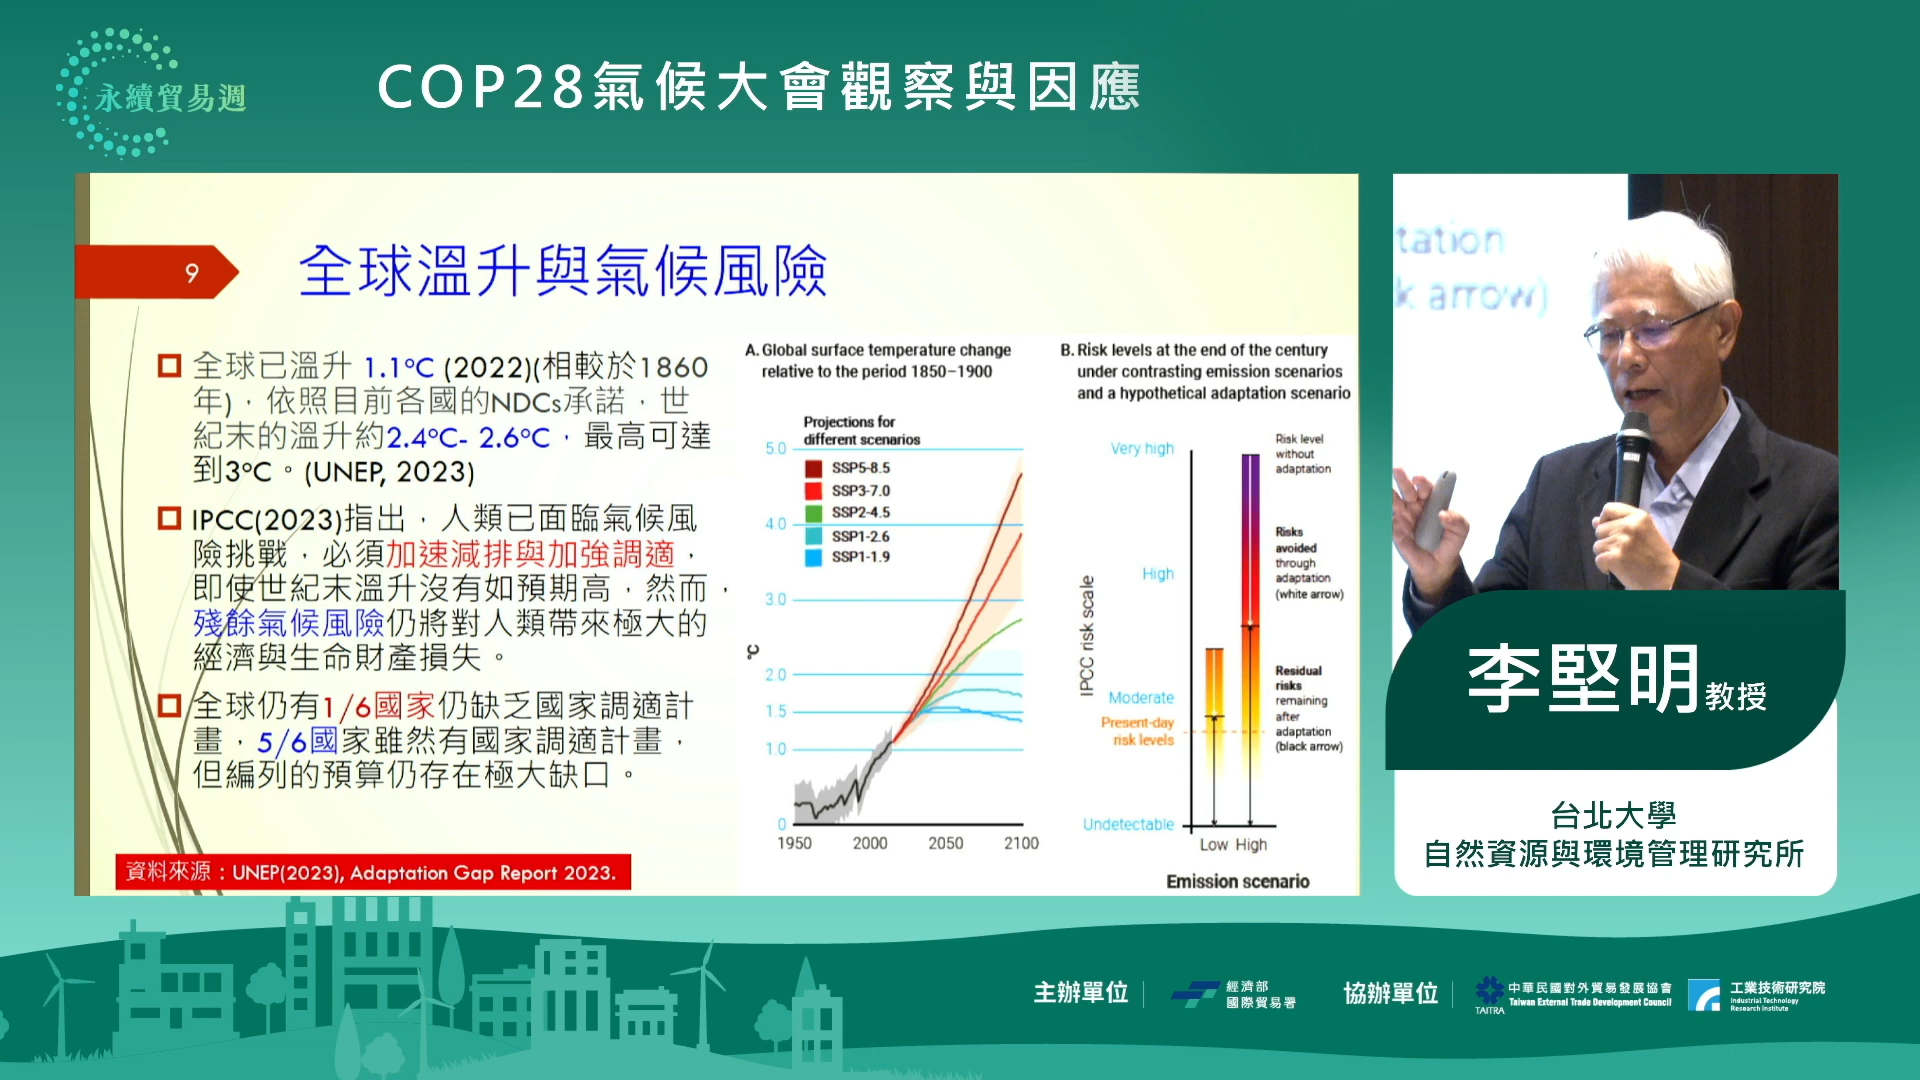 永續貿易週
COP28氣候大會觀察與因應
9
全球溫升與氣候風險
全球已溫升 1.1°C (2022)(相較於1860
年)，依照目前各國的NDCs承諾，世
紀末的溫升約2.4°C- 2.6°C，最高可達
到3°C。(UNEP, 2023)
IPCC(2023)指出，人類已面臨氣候風
險挑戰，必須加速減排與加強調適，
即使世紀末溫升沒有如預期高，然而，
殘餘氣候風險仍將對人類帶來極大的
經濟與生命財產損失。
全球仍有1/6國家仍缺乏國家調適計
畫，5/6國家雖然有國家調適計畫，
但編列的預算仍存在極大缺口。
資料來源：UNEP(2023), Adaptation Gap Report 2023.
A. Global surface temperature change
relative to the period 1850–1900
Projections for
different scenarios
SSP5-8.5
SSP3-7.0
SSP2-4.5
SSP1-2.6
SSP1-1.9
°C
5.0
4.0
3.0
2.0
1.5
1.0
0
1950 2000 2050 2100
B. Risk levels at the end of the century
under contrasting emission scenarios
and a hypothetical adaptation scenario
IPCC risk scale
Very high
High
Moderate
Present-day
risk levels
Undetectable
Low High
Emission scenario
Risk level
without
adaptation
Risks
avoided
through
adaptation
(white arrow)
Residual
risks
remaining
after
adaptation
(black arrow)
tation
k arrow)
李堅明教授
台北大學
自然資源與環境管理研究所
主辦單位
經濟部
國際貿易署
協辦單位
TAITRA
中華民國對外貿易發展協會
Taiwan External Trade Development Council
工業技術研究院
Industrial Technology
Research Institute